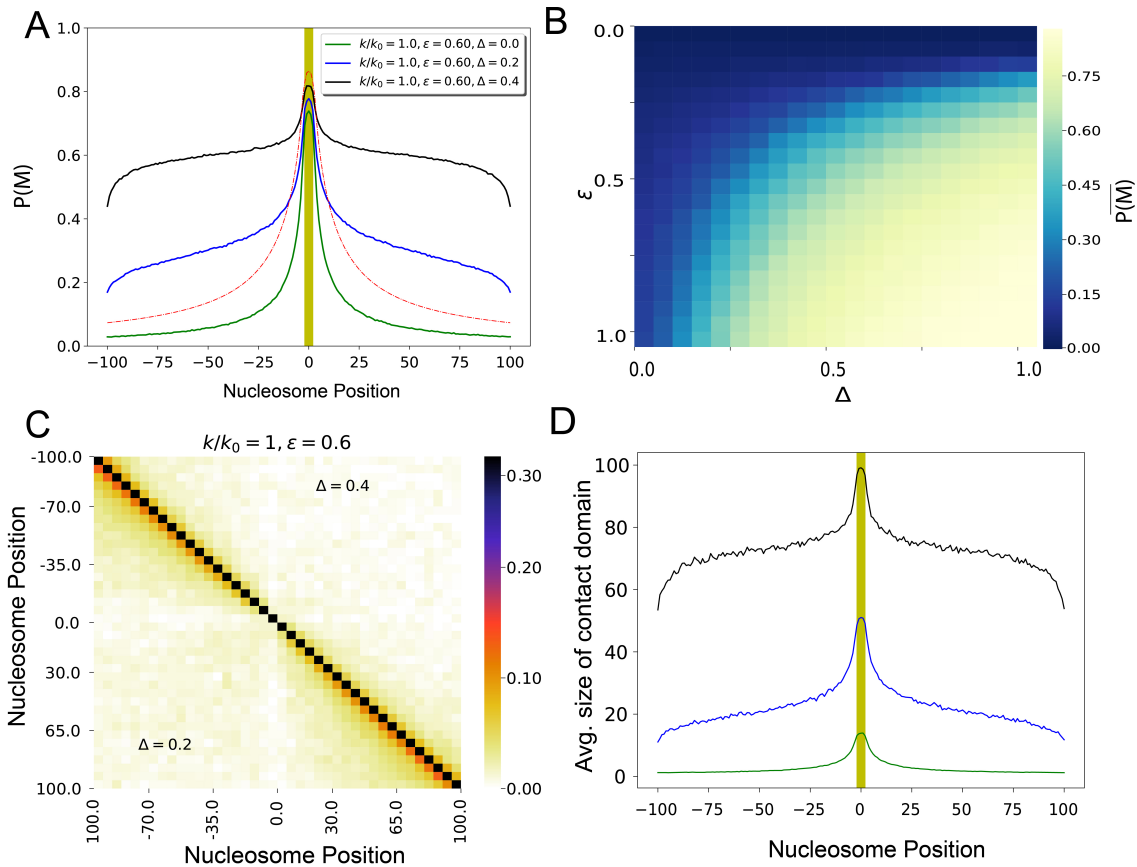 A
P(M)
1.0
0.8
0.6
0.4
0.2
0.0
k/k₀ = 1.0, ε = 0.60, Δ = 0.0
k/k₀ = 1.0, ε = 0.60, Δ = 0.2
k/k₀ = 1.0, ε = 0.60, Δ = 0.4
−100 −75 −50 −25 0 25 50 75 100
Nucleosome Position
B
ε
0.0
0.5
1.0
0.0 0.5 1.0
Δ
0.75
0.60
0.45
0.30
0.15
0.00
P̅(̅M̅)̅
C
k/k₀ = 1, ε = 0.6
Nucleosome Position
-100.0
-70.0
-35.0
0.0
30.0
65.0
100.0
Δ = 0.4
Δ = 0.2
100.0 -70.0 -35.0 0.0 30.0 65.0 100.0
Nucleosome Position
0.30
0.20
0.10
0.00
D
Avg. size of contact domain
100
80
60
40
20
0
−100 −75 −50 −25 0 25 50 75 100
Nucleosome Position